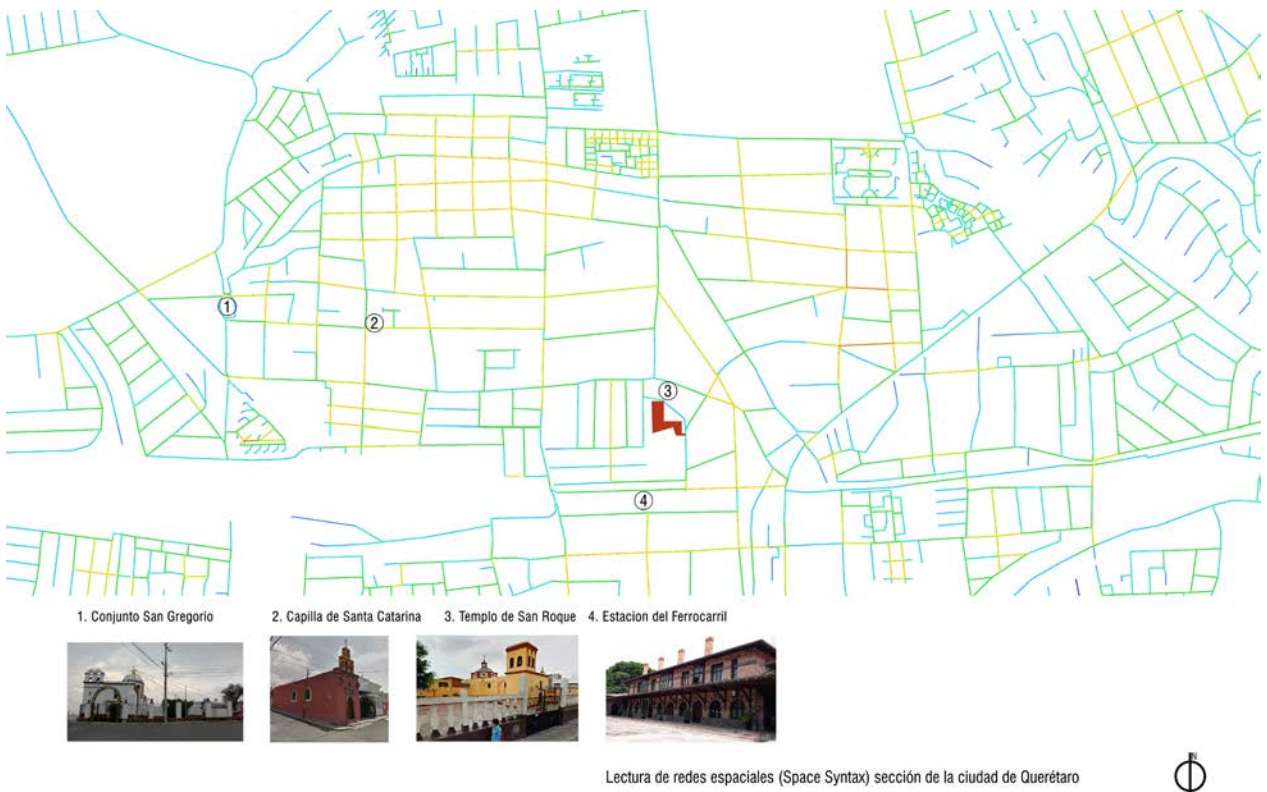 1
2
3
4
1. Conjunto San Gregorio
2. Capilla de Santa Catarina
3. Templo de San Roque
4. Estacion del Ferrocarril
Lectura de redes espaciales (Space Syntax) sección de la ciudad de Querétaro
N